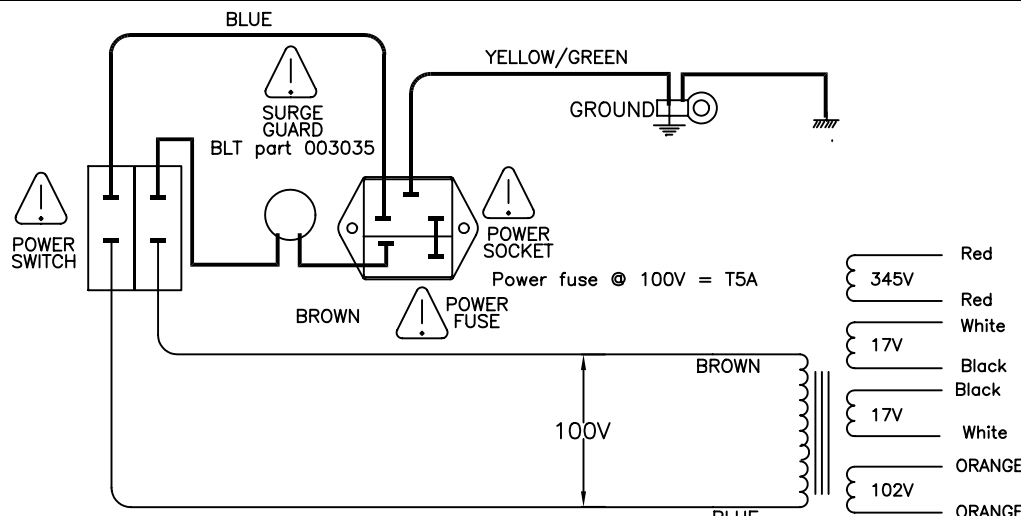 BLUE
YELLOW/GREEN
SURGE
GUARD
BLT part 003035
GROUND
POWER
SWITCH
POWER
SOCKET
Power fuse @ 100V = T5A
POWER
FUSE
BROWN
BROWN
100V
BLUE
Red
345V
Red
White
17V
Black
Black
17V
White
ORANGE
102V
ORANGE